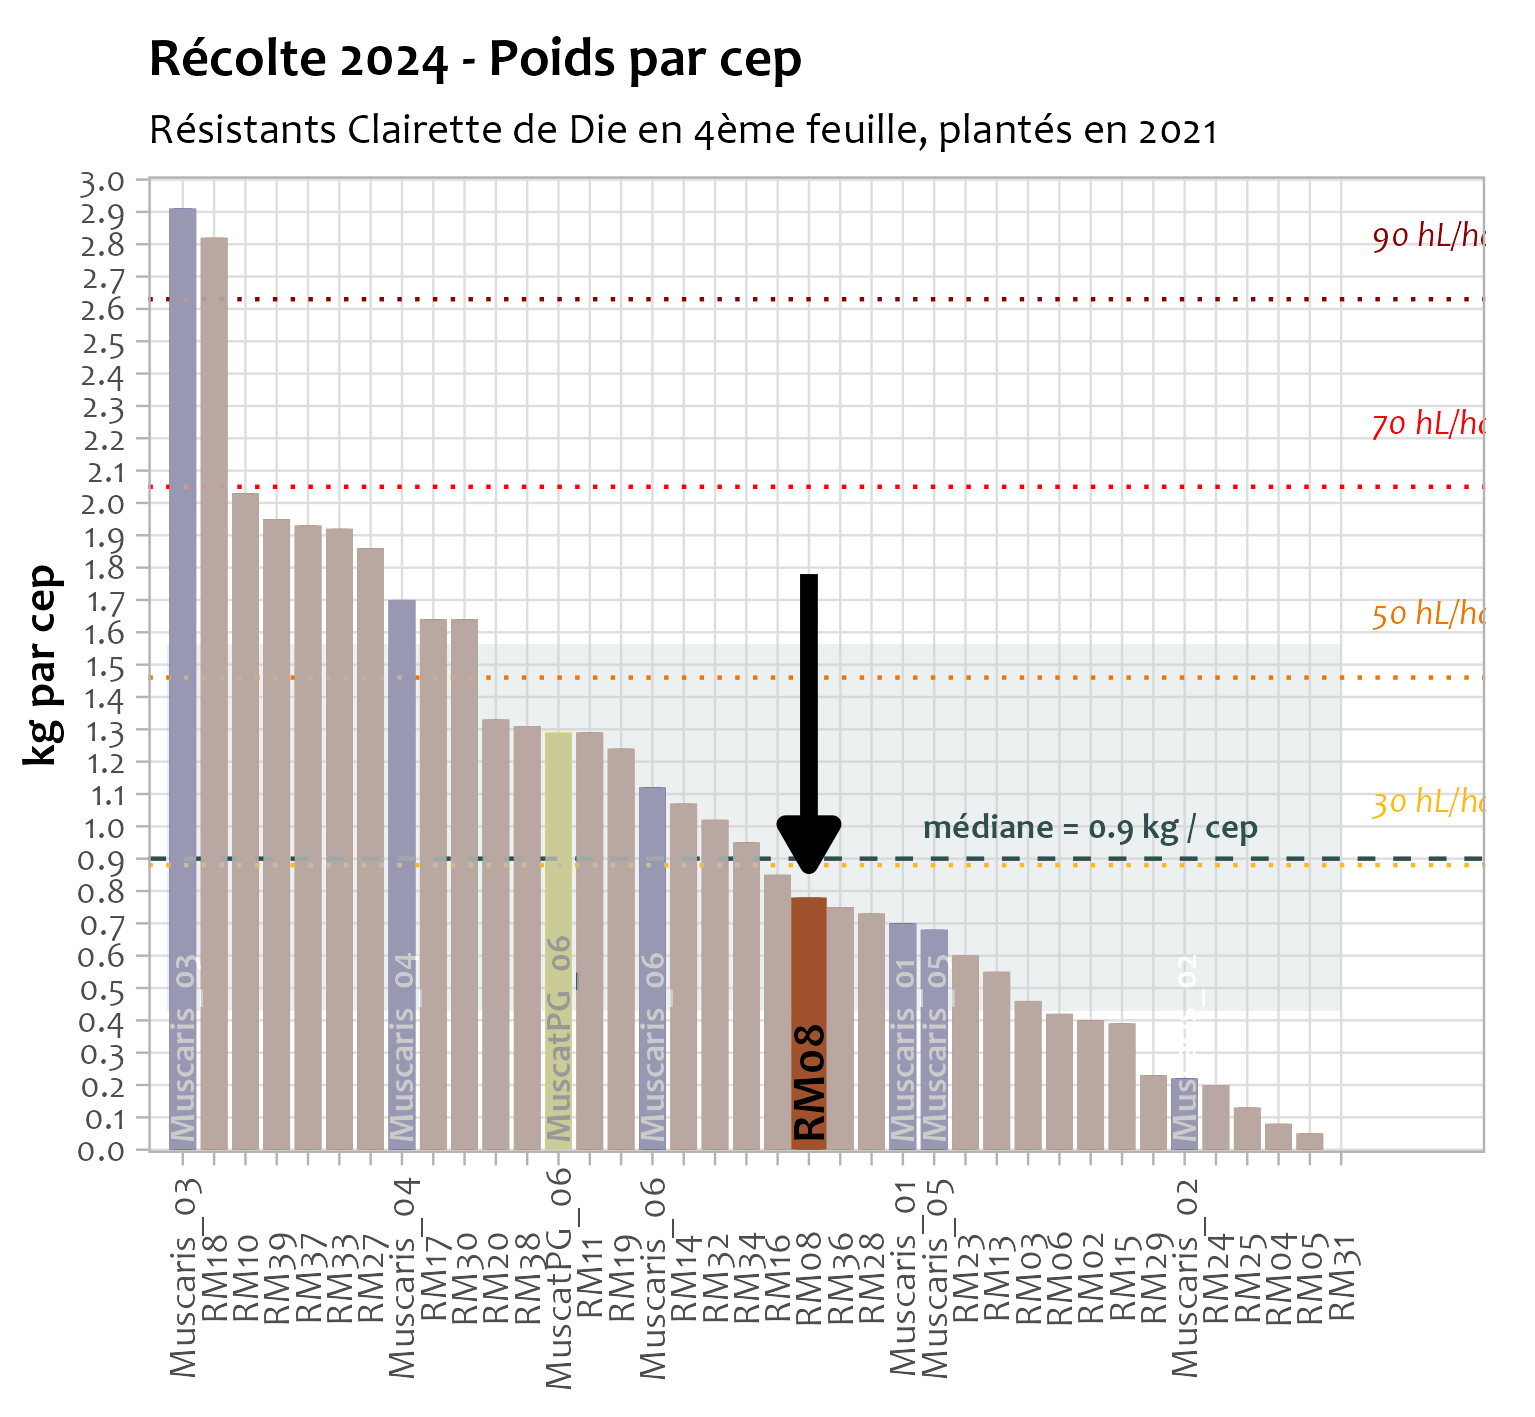 Récolte 2024 - Poids par cep
Résistants Clairette de Die en 4ème feuille, plantés en 2021
kg par cep
3.0
2.9
2.8
2.7
2.6
2.5
2.4
2.3
2.2
2.1
2.0
1.9
1.8
1.7
1.6
1.5
1.4
1.3
1.2
1.1
1.0
0.9
0.8
0.7
0.6
0.5
0.4
0.3
0.2
0.1
0.0
90 hL/ha
70 hL/ha
50 hL/ha
30 hL/ha
médiane = 0.9 kg / cep
Muscaris_03
Muscaris_04
MuscatPG_06
Muscaris_06
RM08
Muscaris_01
Muscaris_05
Muscaris_02
Muscaris_03
RM18
RM10
RM39
RM37
RM33
RM27
Muscaris_04
RM17
RM30
RM20
RM38
MuscatPG_06
RM11
RM19
Muscaris_06
RM14
RM32
RM34
RM16
RM08
RM36
RM28
Muscaris_01
Muscaris_05
RM23
RM13
RM03
RM06
RM02
RM15
RM29
Muscaris_02
RM24
RM25
RM04
RM05
RM31